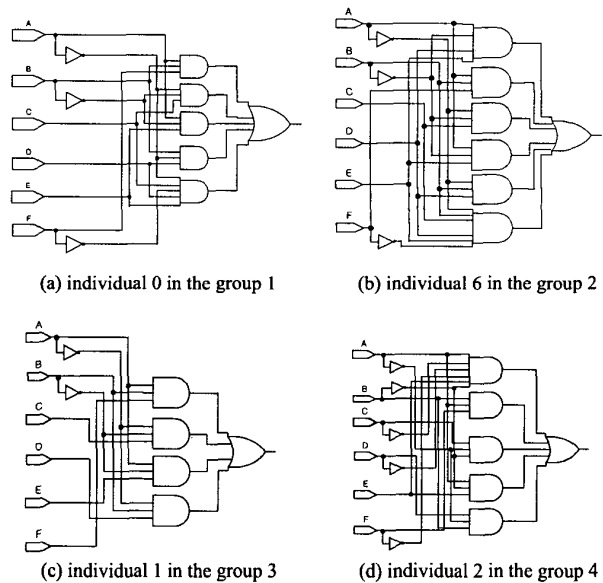 A
B
C
D
E
F
(a) individual 0 in the group 1
A
B
C
D
E
F
(b) individual 6 in the group 2
A
B
C
D
E
F
(c) individual 1 in the group 3
A
B
C
D
E
F
(d) individual 2 in the group 4